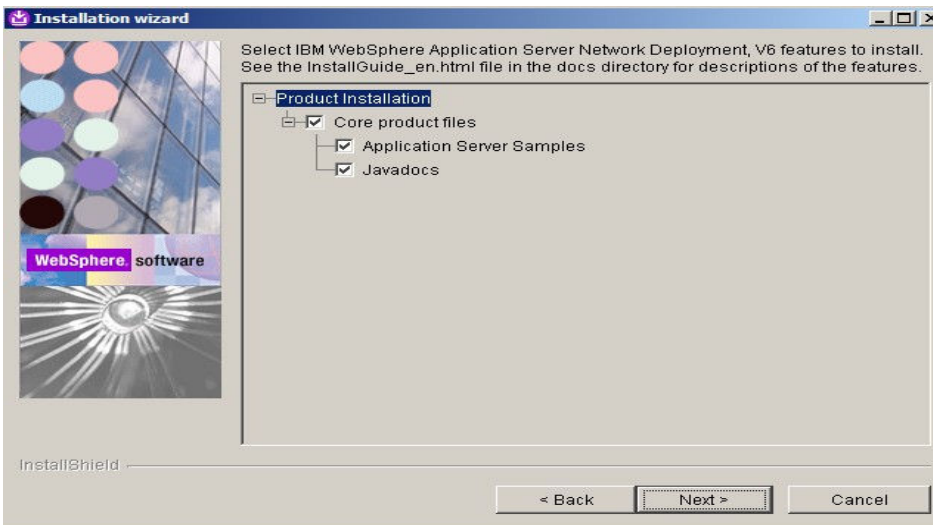 Installation wizard
Select IBM WebSphere Application Server Network Deployment, V6 features to install.
See the InstallGuide_en.html file in the docs directory for descriptions of the features.
Product Installation
Core product files
Application Server Samples
Javadocs
WebSphere. software
InstallShield
< Back
Next >
Cancel